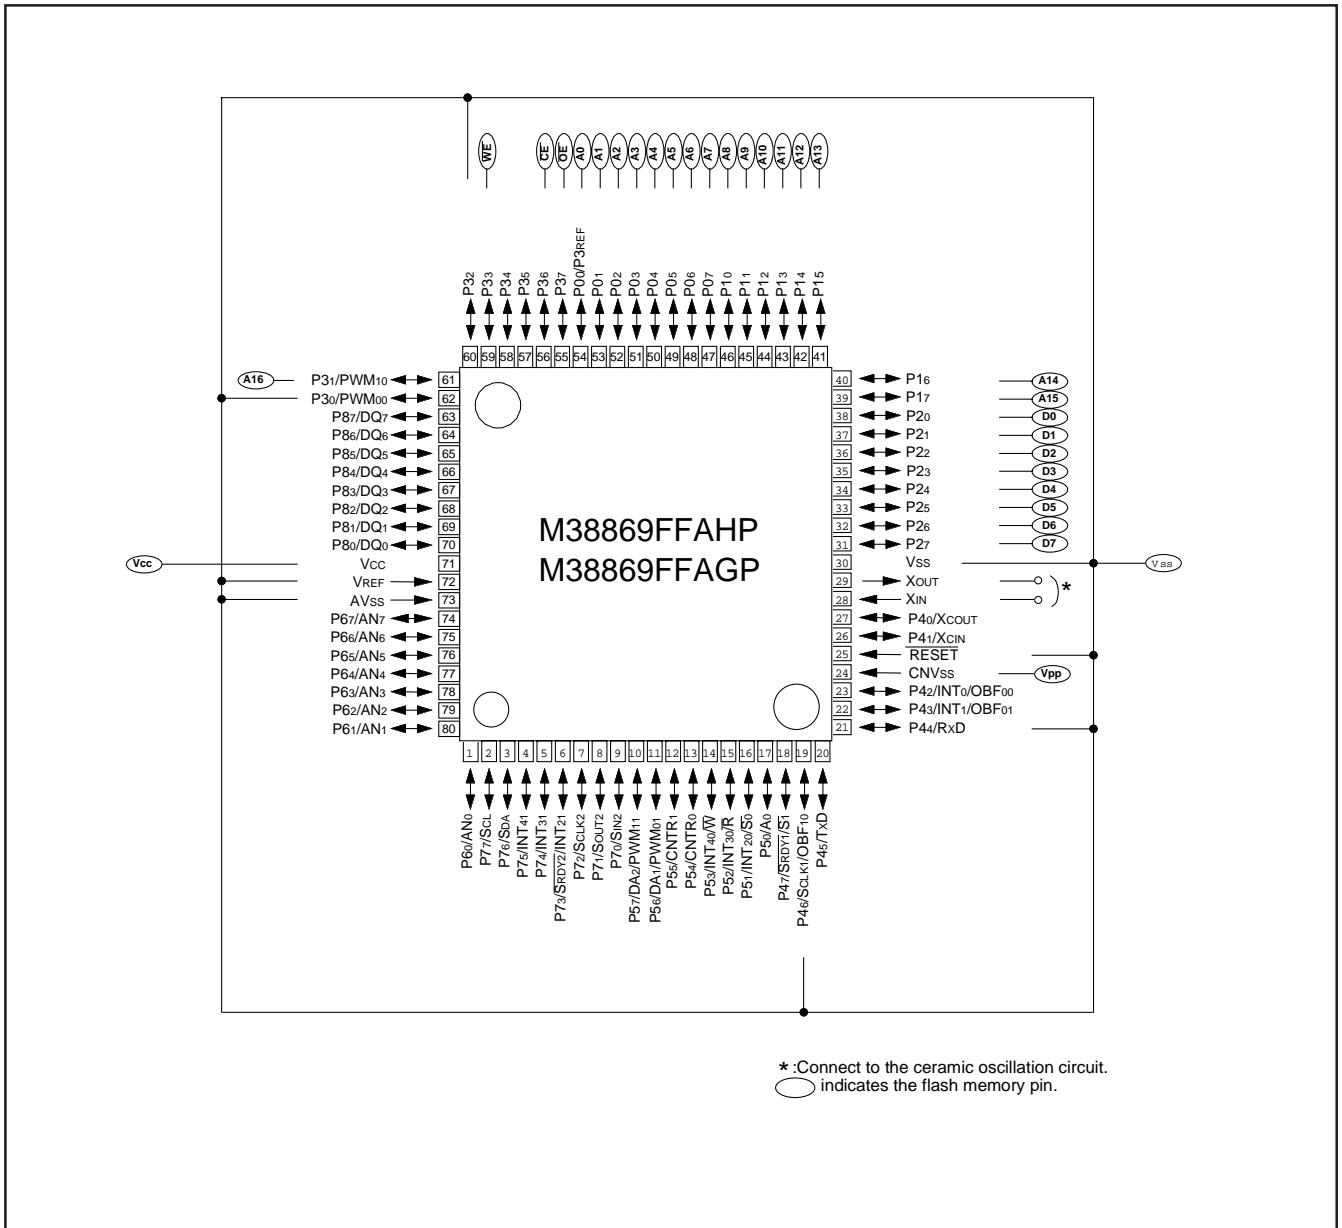 WE CE OE A0 A1 A2 A3 A4 A5 A6 A7 A8 A9 A10 A11 A12 A13
P32 P33 P34 P35 P36 P37 P00/P3REF P01 P02 P03 P04 P05 P06 P07 P10 P11 P12 P13 P14 P15
60 59 58 57 56 55 54 53 52 51 50 49 48 47 46 45 44 43 42 41
A16 P31/PWM10 61
P30/PWM00 62
P87/DQ7 63
P86/DQ6 64
P85/DQ5 65
P84/DQ4 66
P83/DQ3 67
P82/DQ2 68
P81/DQ1 69
P80/DQ0 70
Vcc VCC 71
VREF 72
AVSS 73
P67/AN7 74
P66/AN6 75
P65/AN5 76
P64/AN4 77
P63/AN3 78
P62/AN2 79
P61/AN1 80
M38869FFAHP
M38869FFAGP
40 P16 A14
39 P17 A15
38 P20 D0
37 P21 D1
36 P22 D2
35 P23 D3
34 P24 D4
33 P25 D5
32 P26 D6
31 P27 D7
30 VSS Vss
29 XOUT
28 XIN *
27 P40/XCOUT
26 P41/XCIN
25 RESET
24 CNVSS Vpp
23 P42/INT0/OBF00
22 P43/INT1/OBF01
21 P44/RXD
1 2 3 4 5 6 7 8 9 10 11 12 13 14 15 16 17 18 19 20
P60/AN0 P77/SCL P76/SDA P75/INT41 P74/INT31 P73/SRDY2/INT21 P72/SCLK2 P71/SOUT2 P70/SIN2 P57/DA2/PWM11 P56/DA1/PWM01 P55/CNTR1 P54/CNTR0 P53/INT40/W P52/INT30/R P51/INT20/S0 P50/A0 P47/SRDY1/S1 P46/SCLK1/OBF10 P45/TXD
* :Connect to the ceramic oscillation circuit.
indicates the flash memory pin.